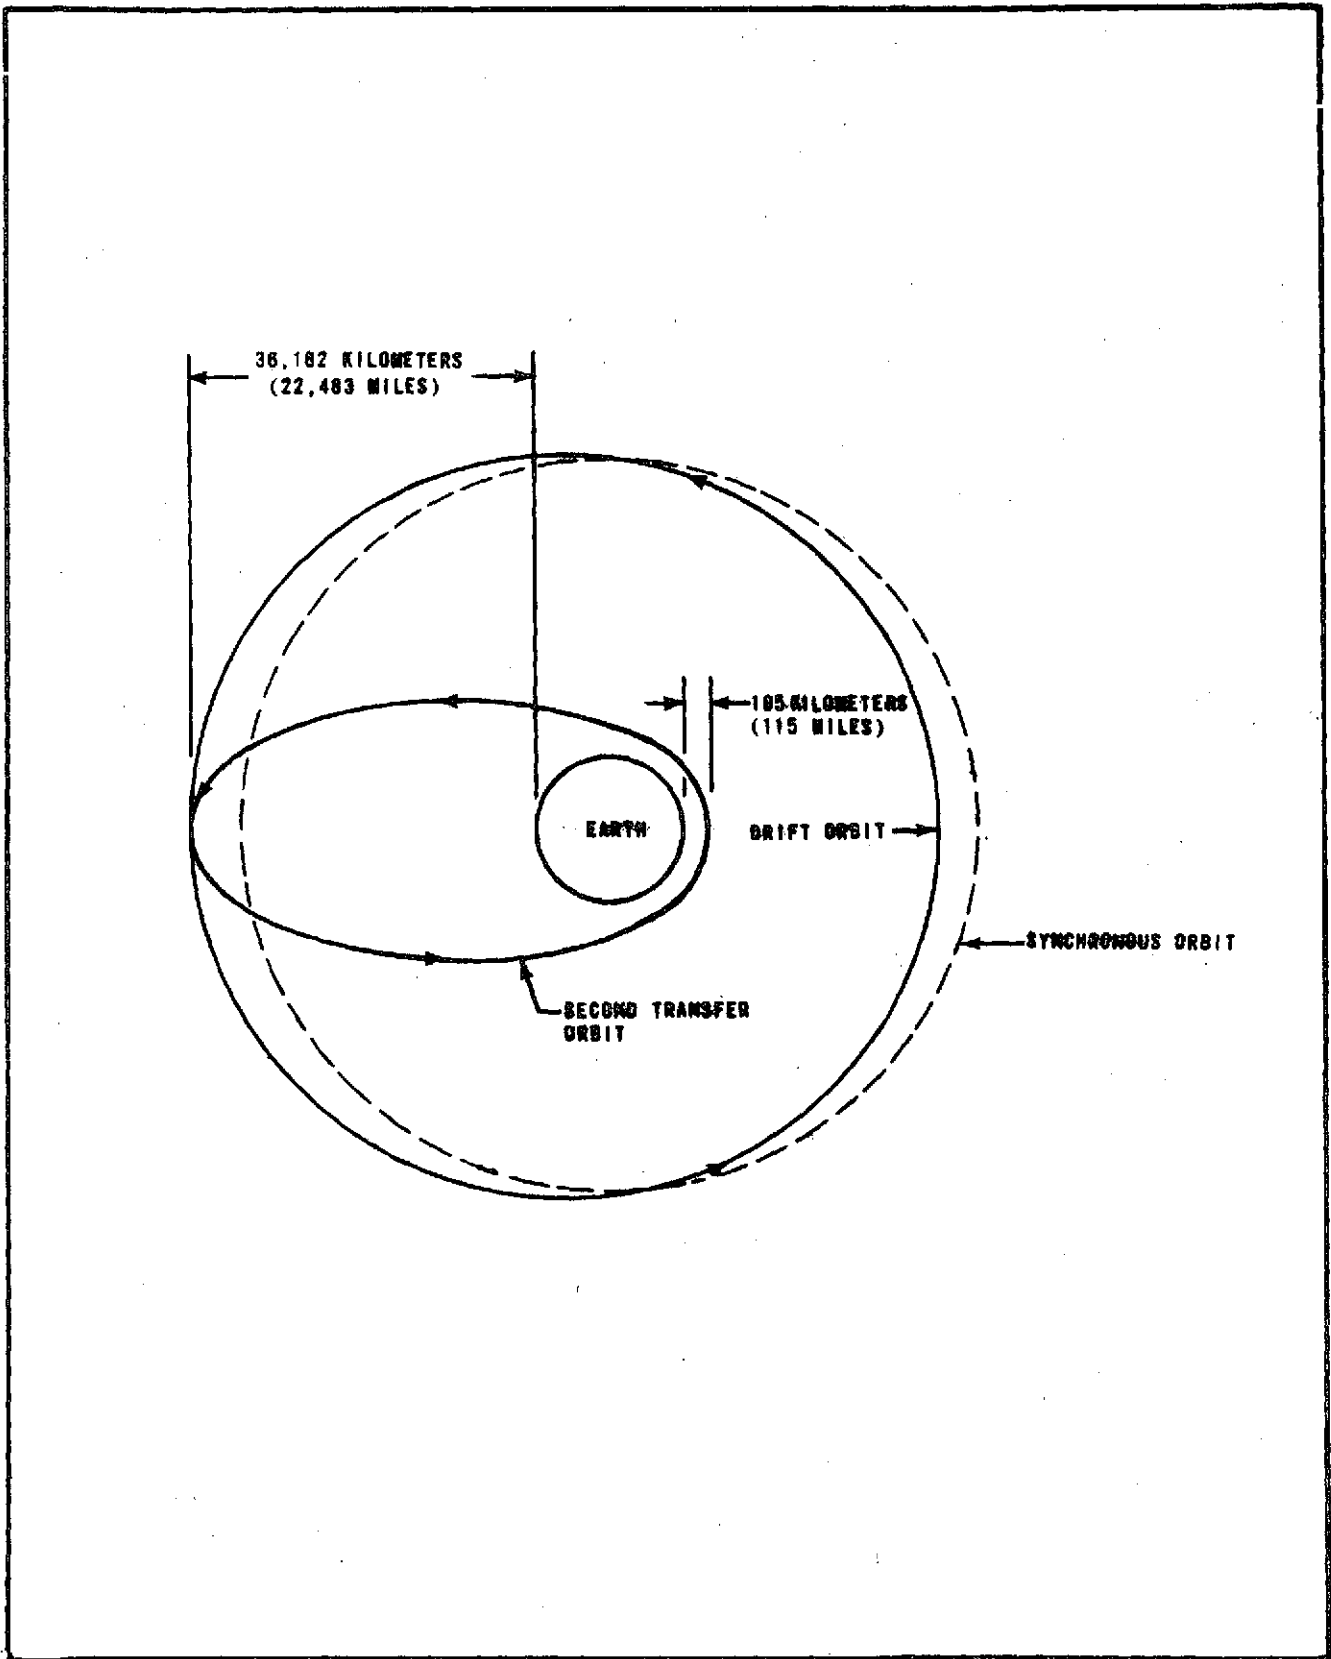 36,182 KILOMETERS
(22,483 MILES)
185 KILOMETERS
(115 MILES)
EARTH
DRIFT ORBIT
SYNCHRONOUS ORBIT
SECOND TRANSFER
ORBIT